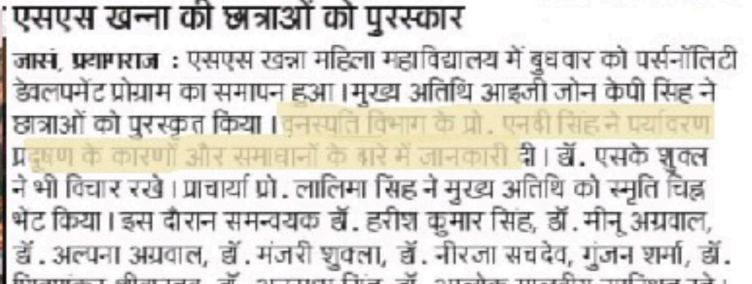 एसएस खन्ना की छात्राओं को पुरस्कार
जासं, प्रयागराज : एसएस खन्ना महिला महाविद्यालय में बुधवार को पर्सनॉलिटी
डेवलपमेंट प्रोग्राम का समापन हुआ। मुख्य अतिथि आइजी जोन केपी सिंह ने
छात्राओं को पुरस्कृत किया। वनस्पति विभाग के प्रो. एनबी सिंह ने पर्यावरण
प्रदूषण के कारणों और समाधानों के बारे में जानकारी दी। डॉ. एसके शुक्ल
ने भी विचार रखे। प्राचार्या प्रो. लालिमा सिंह ने मुख्य अतिथि को स्मृति चिह्न
भेंट किया। इस दौरान समन्वयक डॉ. हरीश कुमार सिंह, डॉ. मीनू अग्रवाल,
डॉ. अल्पना अग्रवाल, डॉ. मंजरी शुक्ला, डॉ. नीरजा सचदेव, गुंजन शर्मा, डॉ.